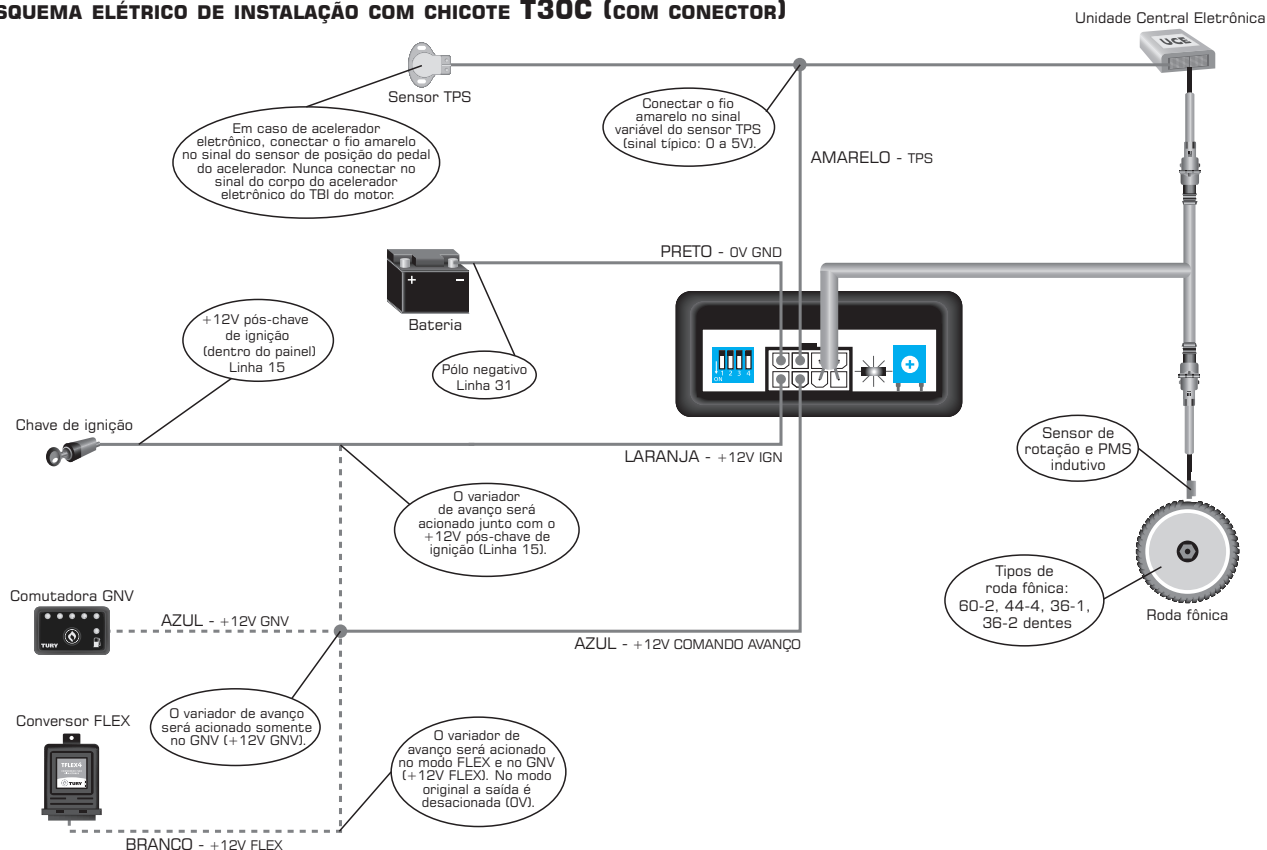 SQUEMA ELÉTRICO DE INSTALAÇÃO COM CHICOTE T30C (COM CONECTOR)
Unidade Central Eletrônica
UCE
Sensor TPS
Em caso de acelerador
eletrônico, conectar o fio amarelo
no sinal do sensor de posição do pedal
do acelerador. Nunca conectar no
sinal do corpo do acelerador
eletrônico do TBI do motor.
Conectar o fio
amarelo no sinal
variável do sensor TPS
(sinal típico: 0 a 5V).
AMARELO - TPS
PRETO - 0V GND
+ −
Bateria
+12V pós-chave
de ignição
(dentro do painel)
Linha 15
Pólo negativo
Linha 31
1 2 3 4
ON
+
Chave de ignição
LARANJA - +12V IGN
Sensor de
rotação e PMS
indutivo
O variador
de avanço será
acionado junto com o
+12V pós-chave de
ignição (Linha 15).
Tipos de
roda fônica:
60-2, 44-4, 36-1,
36-2 dentes
Roda fônica
Comutadora GNV
TURY
AZUL - +12V GNV
AZUL - +12V COMANDO AVANÇO
O variador de avanço
será acionado somente
no GNV (+12V GNV).
Conversor FLEX
TFLEX4
TURY
O variador de
avanço será acionado
no modo FLEX e no GNV
(+12V FLEX). No modo
original a saída é
desacionada (0V).
BRANCO - +12V FLEX